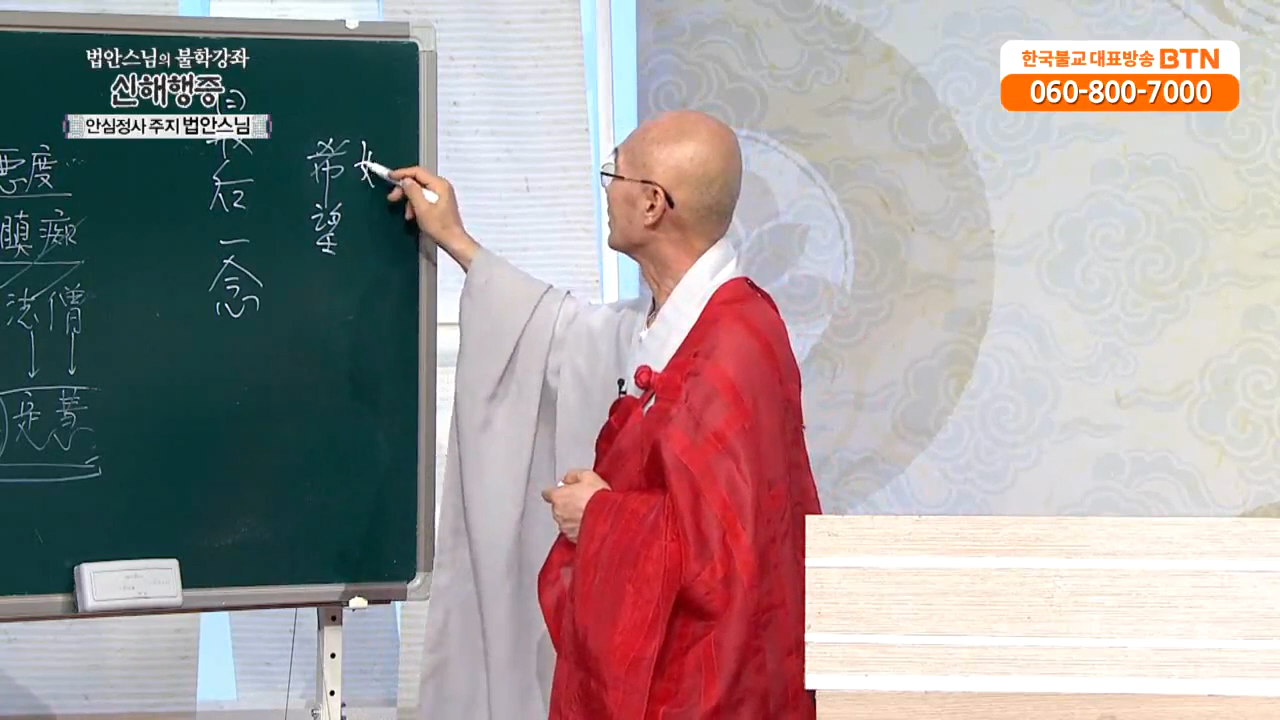 법안스님의 불학강좌
신해행증
안심정사 주지 법안스님
한국불교 대표방송 BTN
060-800-7000
(二)
惡度
瞋癡
法僧
定慧
后
一
念
希
望